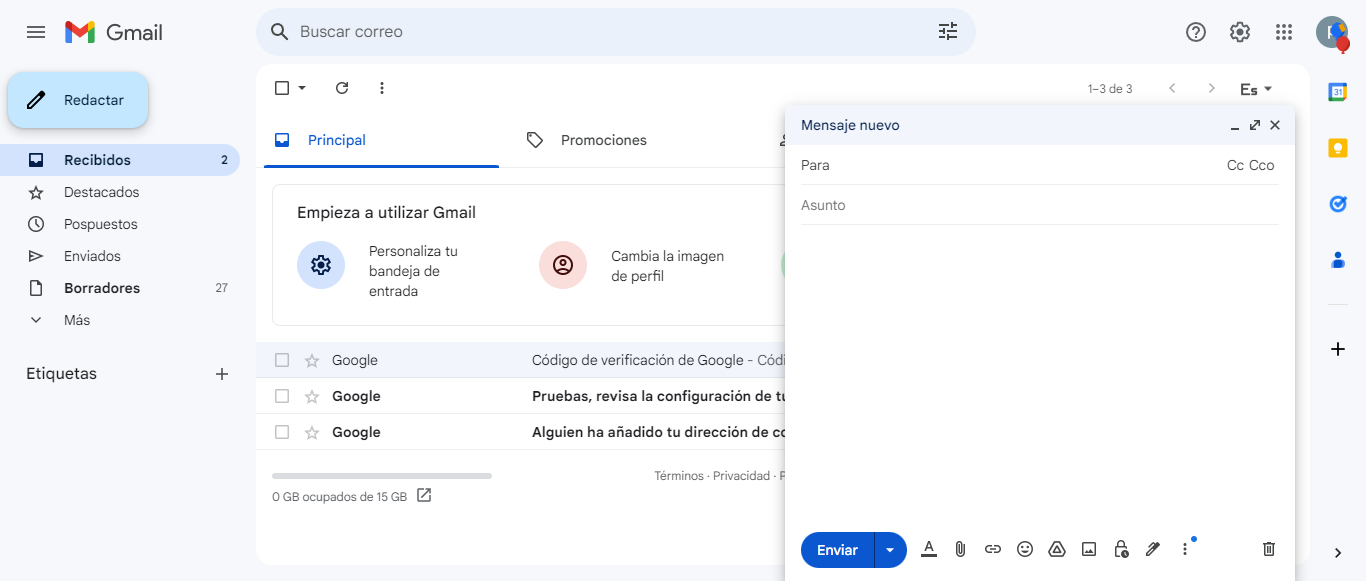 Gmail
Buscar correo
Redactar
1–3 de 3
Es
Recibidos 2
Destacados
Pospuestos
Enviados
Borradores 27
Más
Etiquetas
Principal
Promociones
Empieza a utilizar Gmail
Personaliza tu
bandeja de
entrada
Cambia la imagen
de perfil
Google Código de verificación de Google - Códi
Google Pruebas, revisa la configuración de tu
Google Alguien ha añadido tu dirección de co
0 GB ocupados de 15 GB
Términos · Privacidad · P
Mensaje nuevo
Para Cc Cco
Asunto
Enviar
31